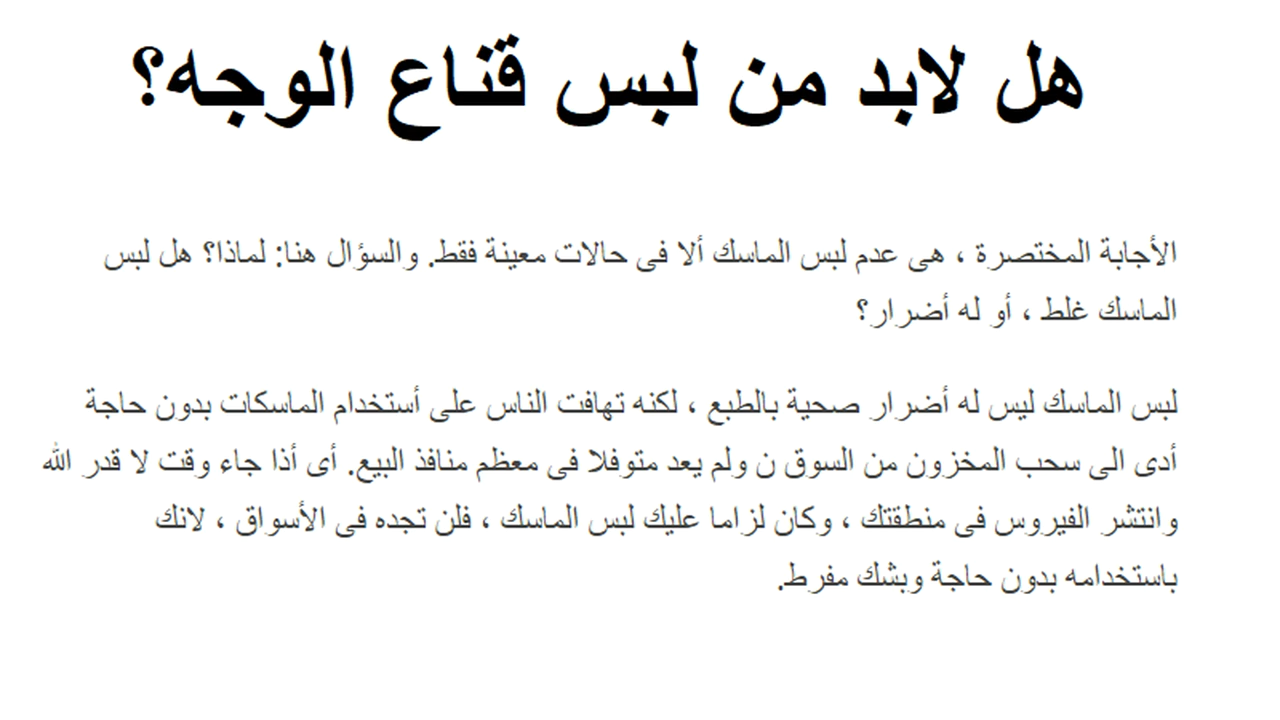 هل لابد من لبس قناع الوجه؟
الأجابة المختصرة ، هى عدم لبس الماسك ألا فى حالات معينة فقط. والسؤال هنا: لماذا؟ هل لبس
الماسك غلط ، أو له أضرار؟
لبس الماسك ليس له أضرار صحية بالطبع ، لكنه تهافت الناس على أستخدام الماسكات بدون حاجة
أدى الى سحب المخزون من السوق ن ولم يعد متوفلا فى معظم منافذ البيع. أى أذا جاء وقت لا قدر الله
وانتشر الفيروس فى منطقتك ، وكان لزاما عليك لبس الماسك ، فلن تجده فى الأسواق ، لانك
باستخدامه بدون حاجة وبشك مفرط.